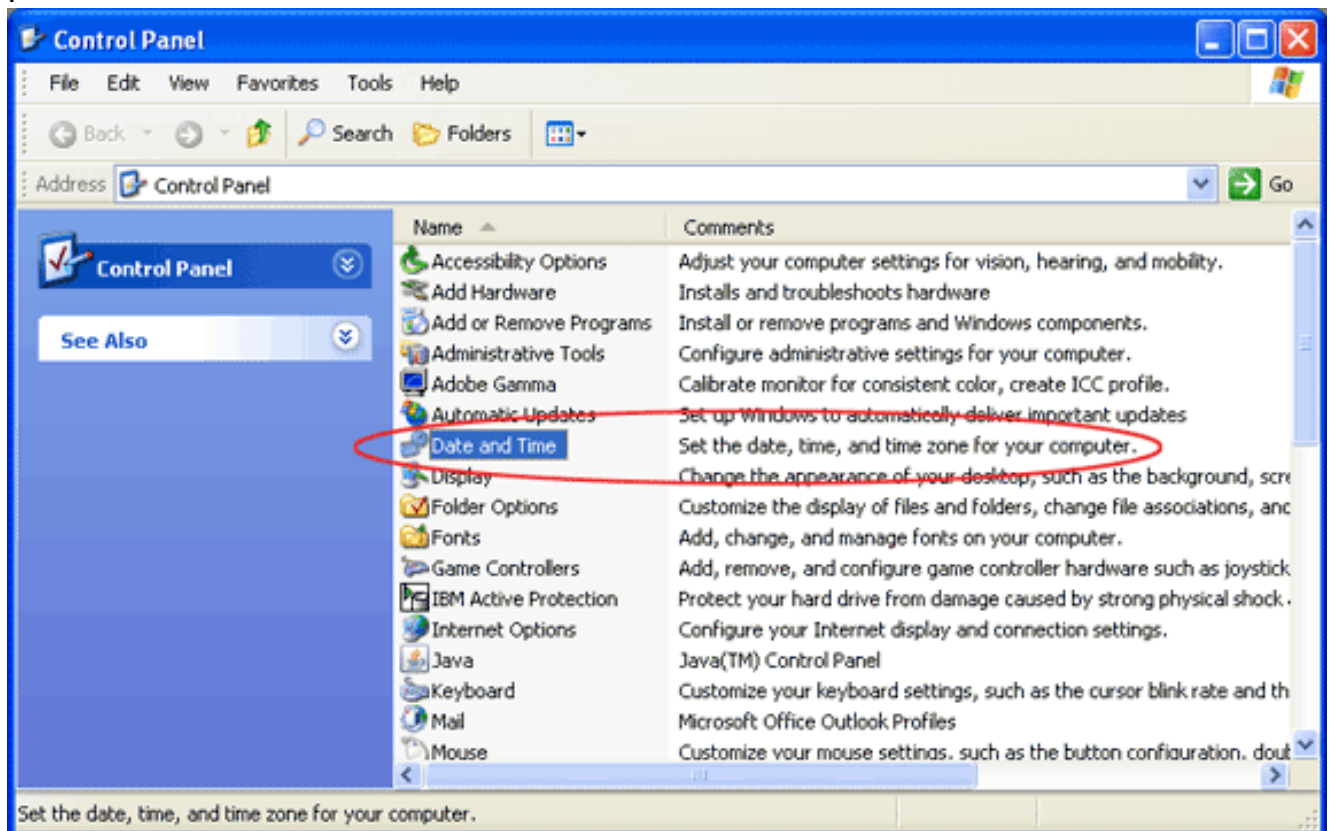 Control Panel
File Edit View Favorites Tools Help
Back Search Folders
Address Control Panel Go
Control Panel
See Also
Name Comments
Accessibility Options Adjust your computer settings for vision, hearing, and mobility.
Add Hardware Installs and troubleshoots hardware
Add or Remove Programs Install or remove programs and Windows components.
Administrative Tools Configure administrative settings for your computer.
Adobe Gamma Calibrate monitor for consistent color, create ICC profile.
Automatic Updates Set up Windows to automatically deliver important updates
Date and Time Set the date, time, and time zone for your computer.
Display Change the appearance of your desktop, such as the background, scre
Folder Options Customize the display of files and folders, change file associations, anc
Fonts Add, change, and manage fonts on your computer.
Game Controllers Add, remove, and configure game controller hardware such as joystick
IBM Active Protection Protect your hard drive from damage caused by strong physical shock
Internet Options Configure your Internet display and connection settings.
Java Java(TM) Control Panel
Keyboard Customize your keyboard settings, such as the cursor blink rate and th
Mail Microsoft Office Outlook Profiles
Mouse Customize your mouse settings, such as the button configuration, doub
Set the date, time, and time zone for your computer.